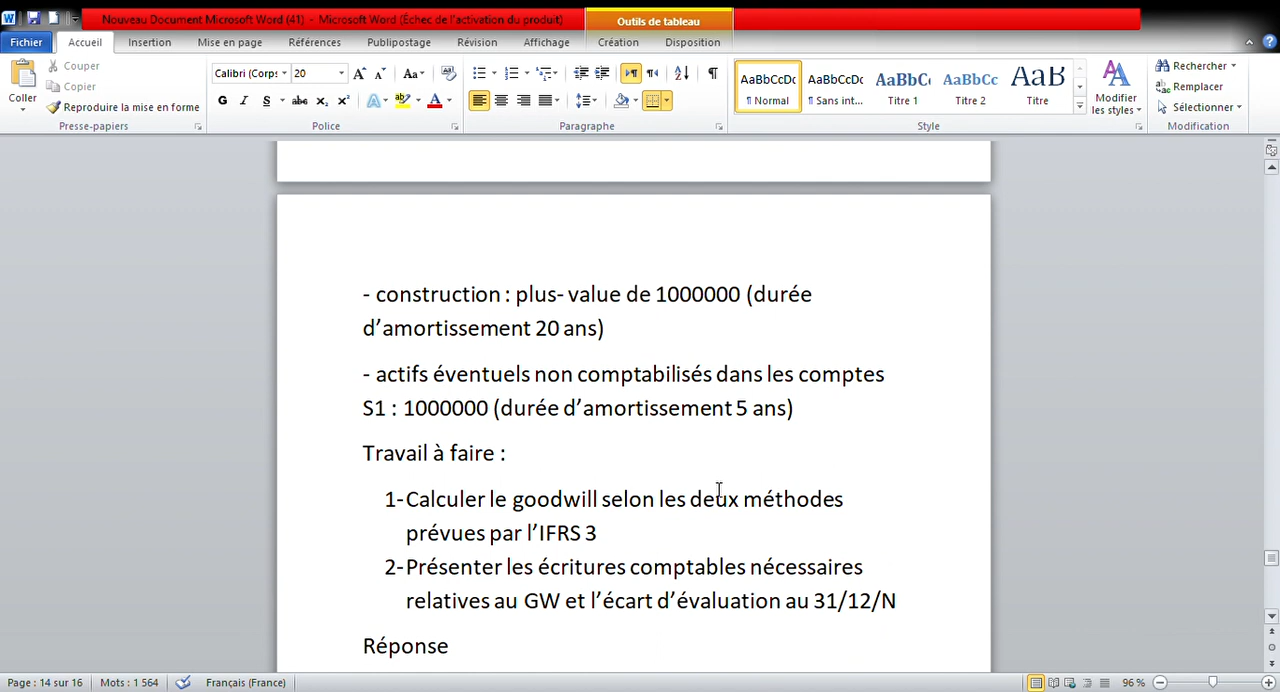 Nouveau Document Microsoft Word (41) - Microsoft Word (Échec de l'activation du produit)
Outils de tableau
Fichier Accueil Insertion Mise en page Références Publipostage Révision Affichage Création Disposition
Couper
Copier
Reproduire la mise en forme
Coller
Presse-papiers
Calibri (Corps 20
G I S abc
Police
Paragraphe
AaBbCcDc AaBbCcDc AaBbC AaBbCc AaB
¶ Normal ¶ Sans int... Titre 1 Titre 2 Titre
Modifier les styles
Style
Rechercher
Remplacer
Sélectionner
Modification
- construction : plus- value de 1000000 (durée
d’amortissement 20 ans)
- actifs éventuels non comptabilisés dans les comptes
S1 : 1000000 (durée d’amortissement 5 ans)
Travail à faire :
1-Calculer le goodwill selon les deux méthodes
prévues par l’IFRS 3
2-Présenter les écritures comptables nécessaires
relatives au GW et l’écart d’évaluation au 31/12/N
Réponse
Page : 14 sur 16 Mots : 1 564 Français (France) 96 %